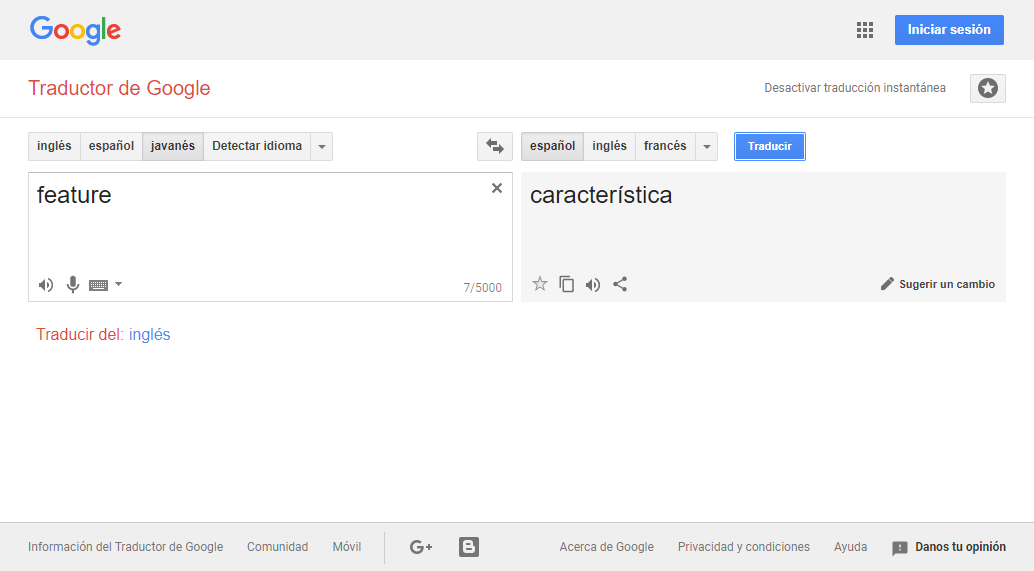 Google
Iniciar sesión
Traductor de Google
Desactivar traducción instantánea
inglés español javanés Detectar idioma
español inglés francés
Traducir
feature
característica
7/5000
Sugerir un cambio
Traducir del: inglés
Información del Traductor de Google Comunidad Móvil G+ Acerca de Google Privacidad y condiciones Ayuda Danos tu opinión